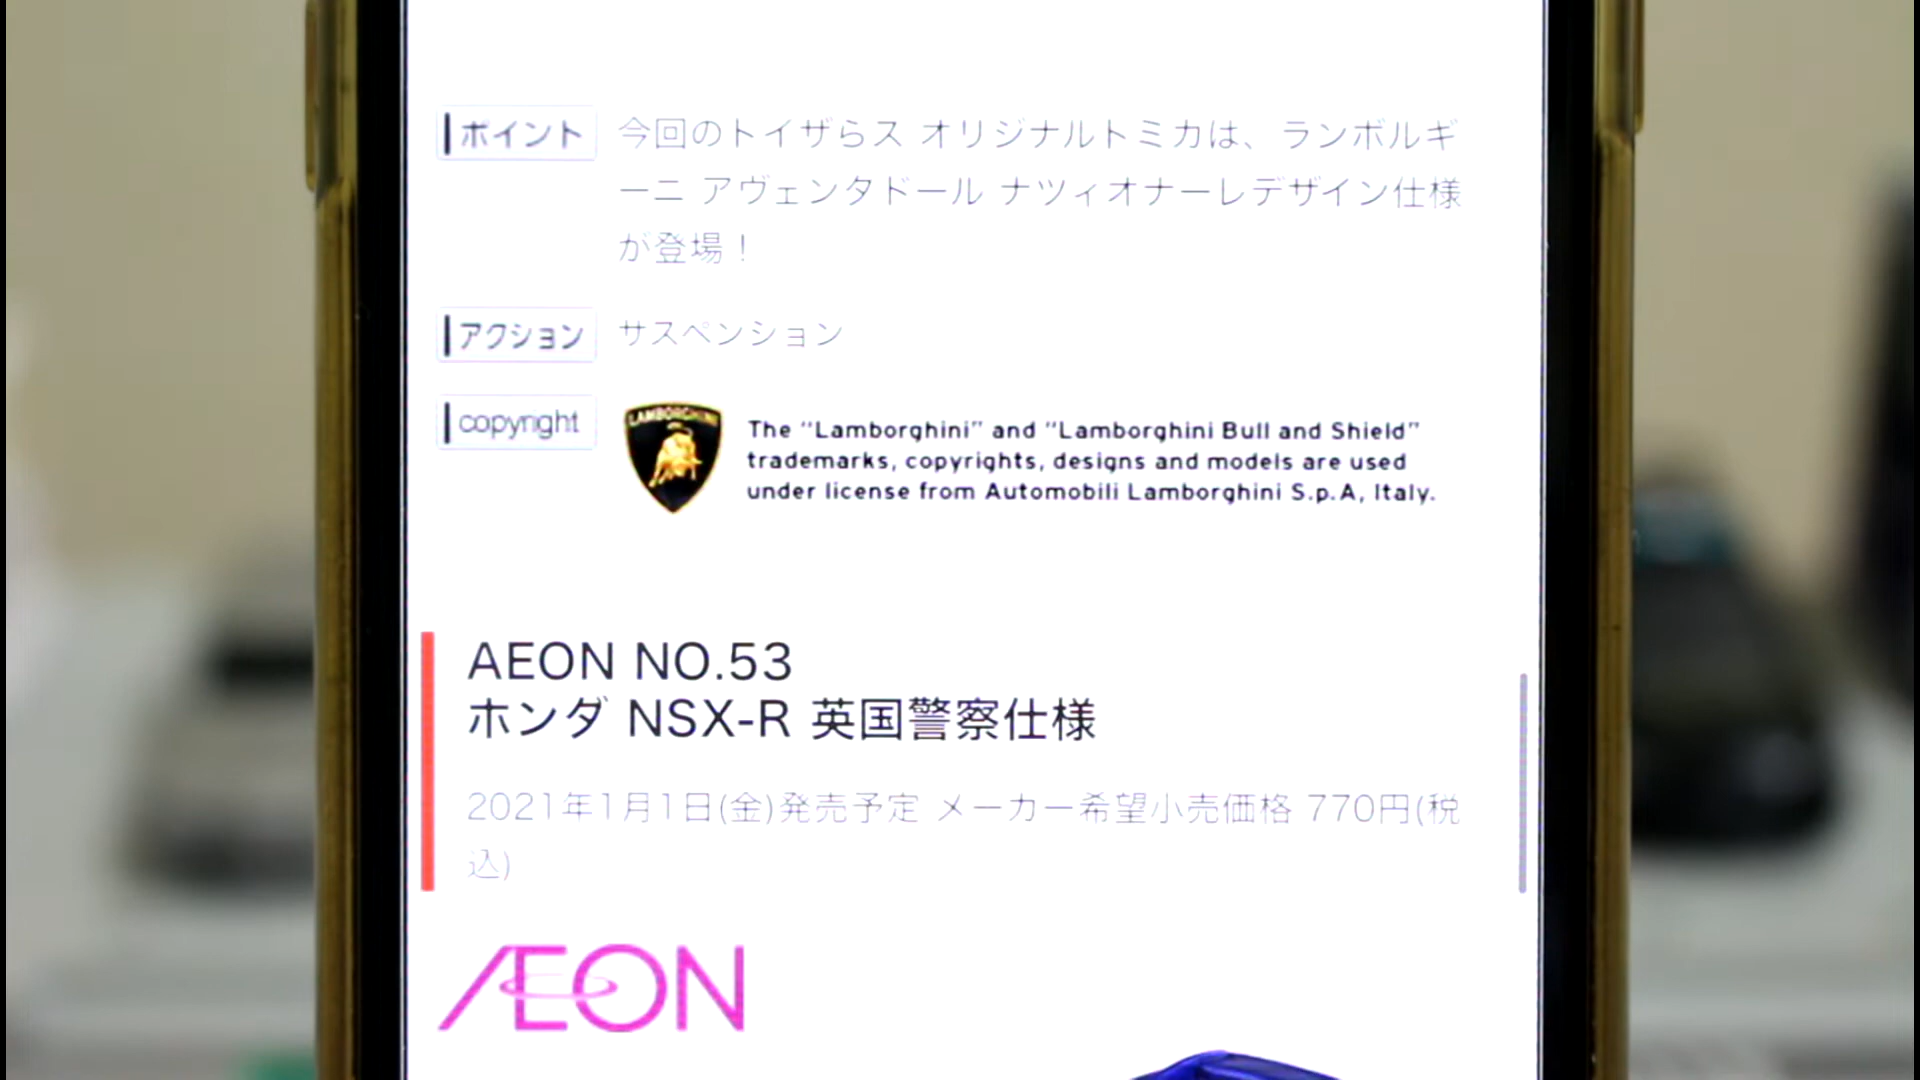 ポイント
今回のトイザらス オリジナルトミカは、ランボルギ
ーニ アヴェンタドール ナツィオナーレデザイン仕様
が登場！
アクション
サスペンション
copyright
LAMBORGHINI
The “Lamborghini” and “Lamborghini Bull and Shield”
trademarks, copyrights, designs and models are used
under license from Automobili Lamborghini S.p.A, Italy.
AEON NO.53
ホンダ NSX-R 英国警察仕様
2021年1月1日(金)発売予定 メーカー希望小売価格 770円(税
込)
ÆON